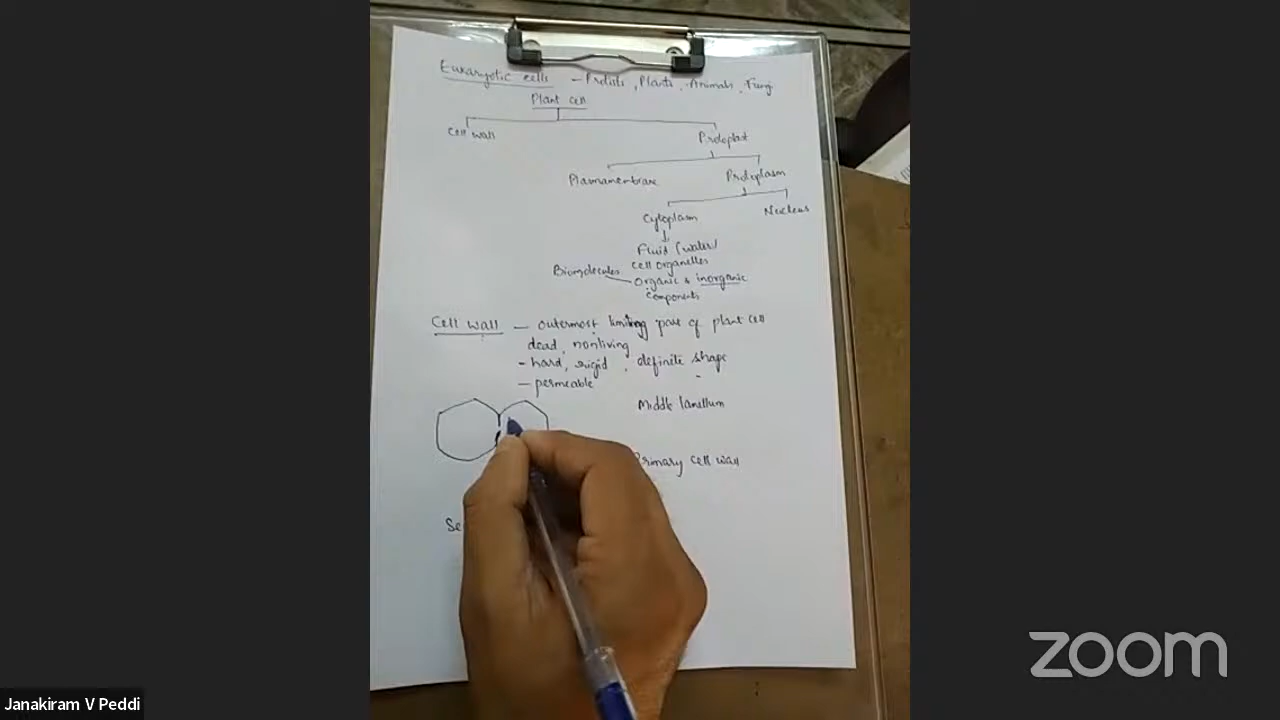 Eukaryotic cells - Protists, Plants, Animals, Fungi
Plant cell
Cell wall
Protoplast
Plasmamembrane
Protoplasm
Cytoplasm
Nucleus
Fluid (water)
cell organelles
Biomolecules
organic & inorganic
components
Cell wall - outermost limiting part of plant cell
dead, nonliving
- hard, rigid, definite shape
- permeable
Middle lamellum
Primary cell wall
Se
Janakiram V Peddi
zoom